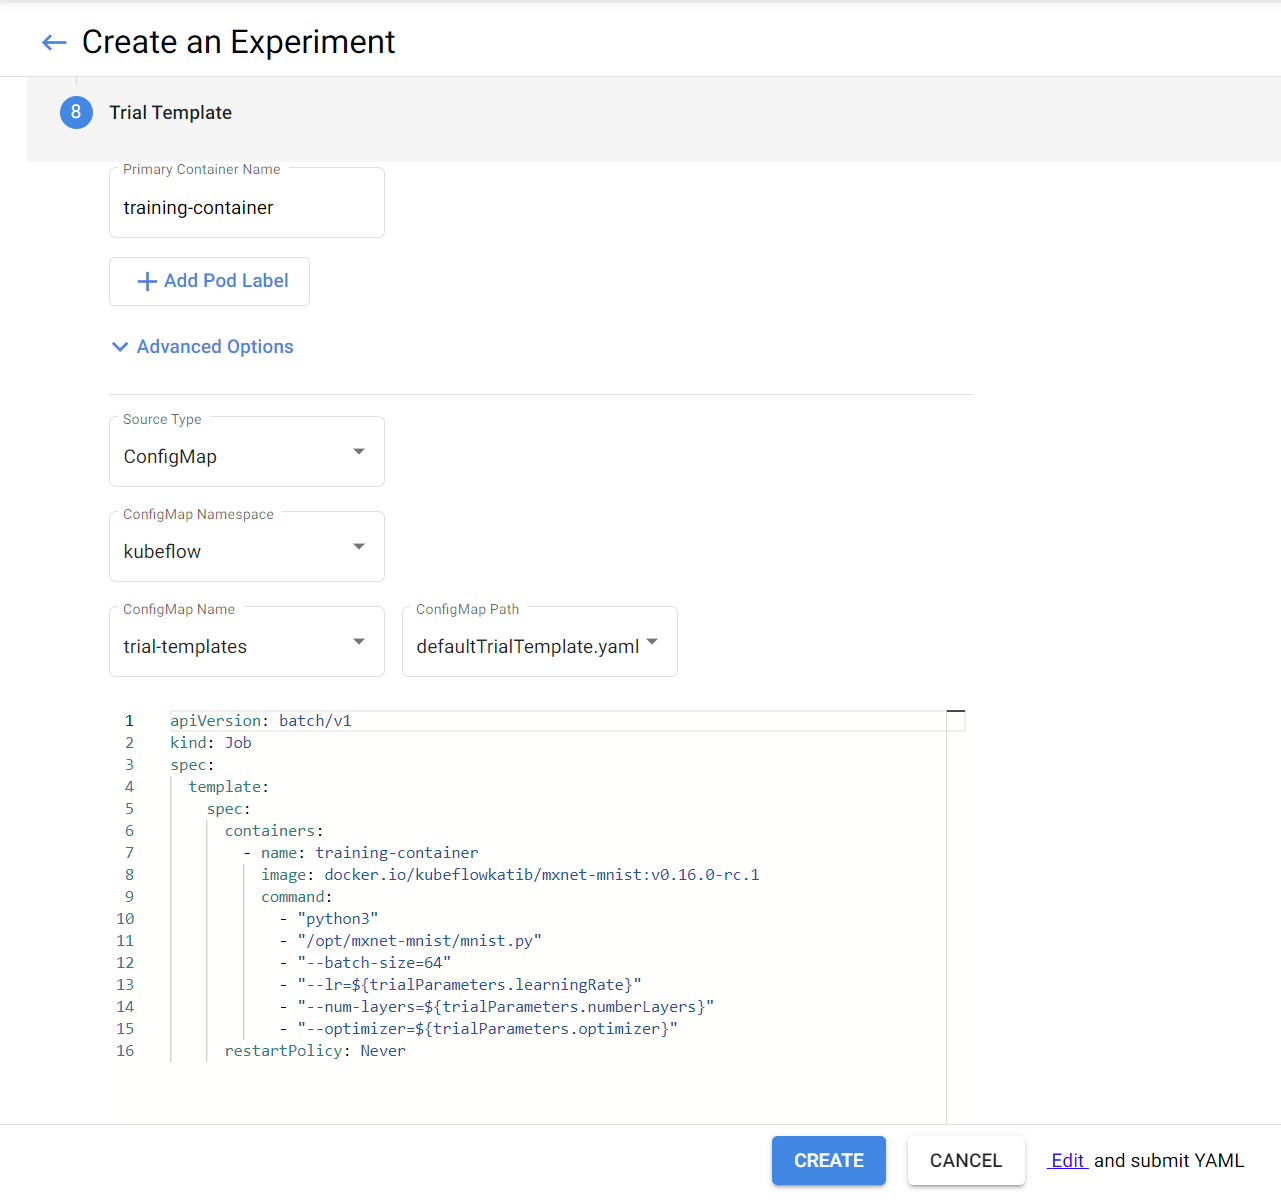 Create an Experiment
8 Trial Template
Primary Container Name
training-container
Add Pod Label
Advanced Options
Source Type
ConfigMap
ConfigMap Namespace
kubeflow
ConfigMap Name
trial-templates
ConfigMap Path
defaultTrialTemplate.yaml
1 apiVersion: batch/v1
2 kind: Job
3 spec:
4 template:
5 spec:
6 containers:
7 - name: training-container
8 image: docker.io/kubeflowkatib/mxnet-mnist:v0.16.0-rc.1
9 command:
10 - "python3"
11 - "/opt/mxnet-mnist/mnist.py"
12 - "--batch-size=64"
13 - "--lr=${trialParameters.learningRate}"
14 - "--num-layers=${trialParameters.numberLayers}"
15 - "--optimizer=${trialParameters.optimizer}"
16 restartPolicy: Never
CREATE CANCEL Edit and submit YAML